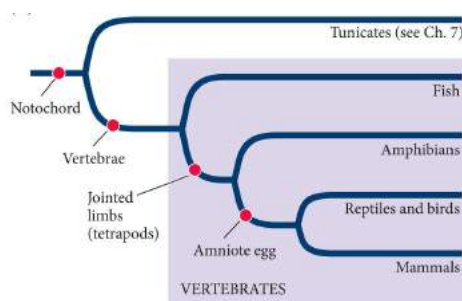 Tunicates (see Ch. 7)
Notochord
Fish
Vertebrae
Amphibians
Jointed
limbs
(tetrapods)
Reptiles and birds
Amniote egg
Mammals
VERTEBRATES